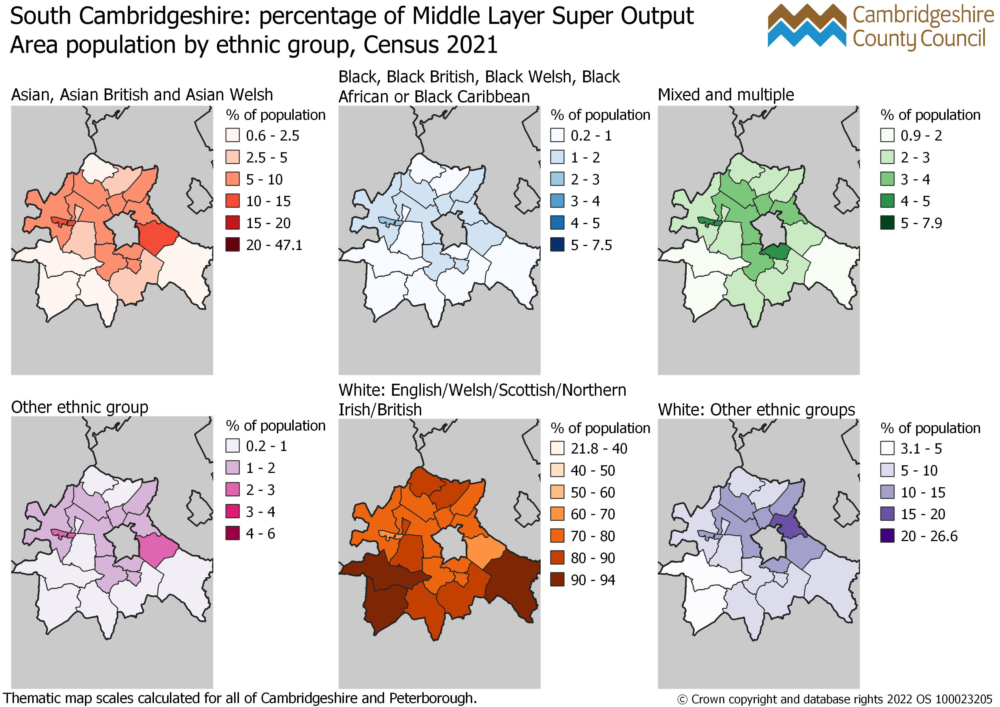 South Cambridgeshire: percentage of Middle Layer Super Output
Area population by ethnic group, Census 2021
Cambridgeshire
County Council
Asian, Asian British and Asian Welsh
% of population
0.6 - 2.5
2.5 - 5
5 - 10
10 - 15
15 - 20
20 - 47.1
Black, Black British, Black Welsh, Black
African or Black Caribbean
% of population
0.2 - 1
1 - 2
2 - 3
3 - 4
4 - 5
5 - 7.5
Mixed and multiple
% of population
0.9 - 2
2 - 3
3 - 4
4 - 5
5 - 7.9
Other ethnic group
% of population
0.2 - 1
1 - 2
2 - 3
3 - 4
4 - 6
White: English/Welsh/Scottish/Northern
Irish/British
% of population
21.8 - 40
40 - 50
50 - 60
60 - 70
70 - 80
80 - 90
90 - 94
White: Other ethnic groups
% of population
3.1 - 5
5 - 10
10 - 15
15 - 20
20 - 26.6
Thematic map scales calculated for all of Cambridgeshire and Peterborough.
© Crown copyright and database rights 2022 OS 100023205